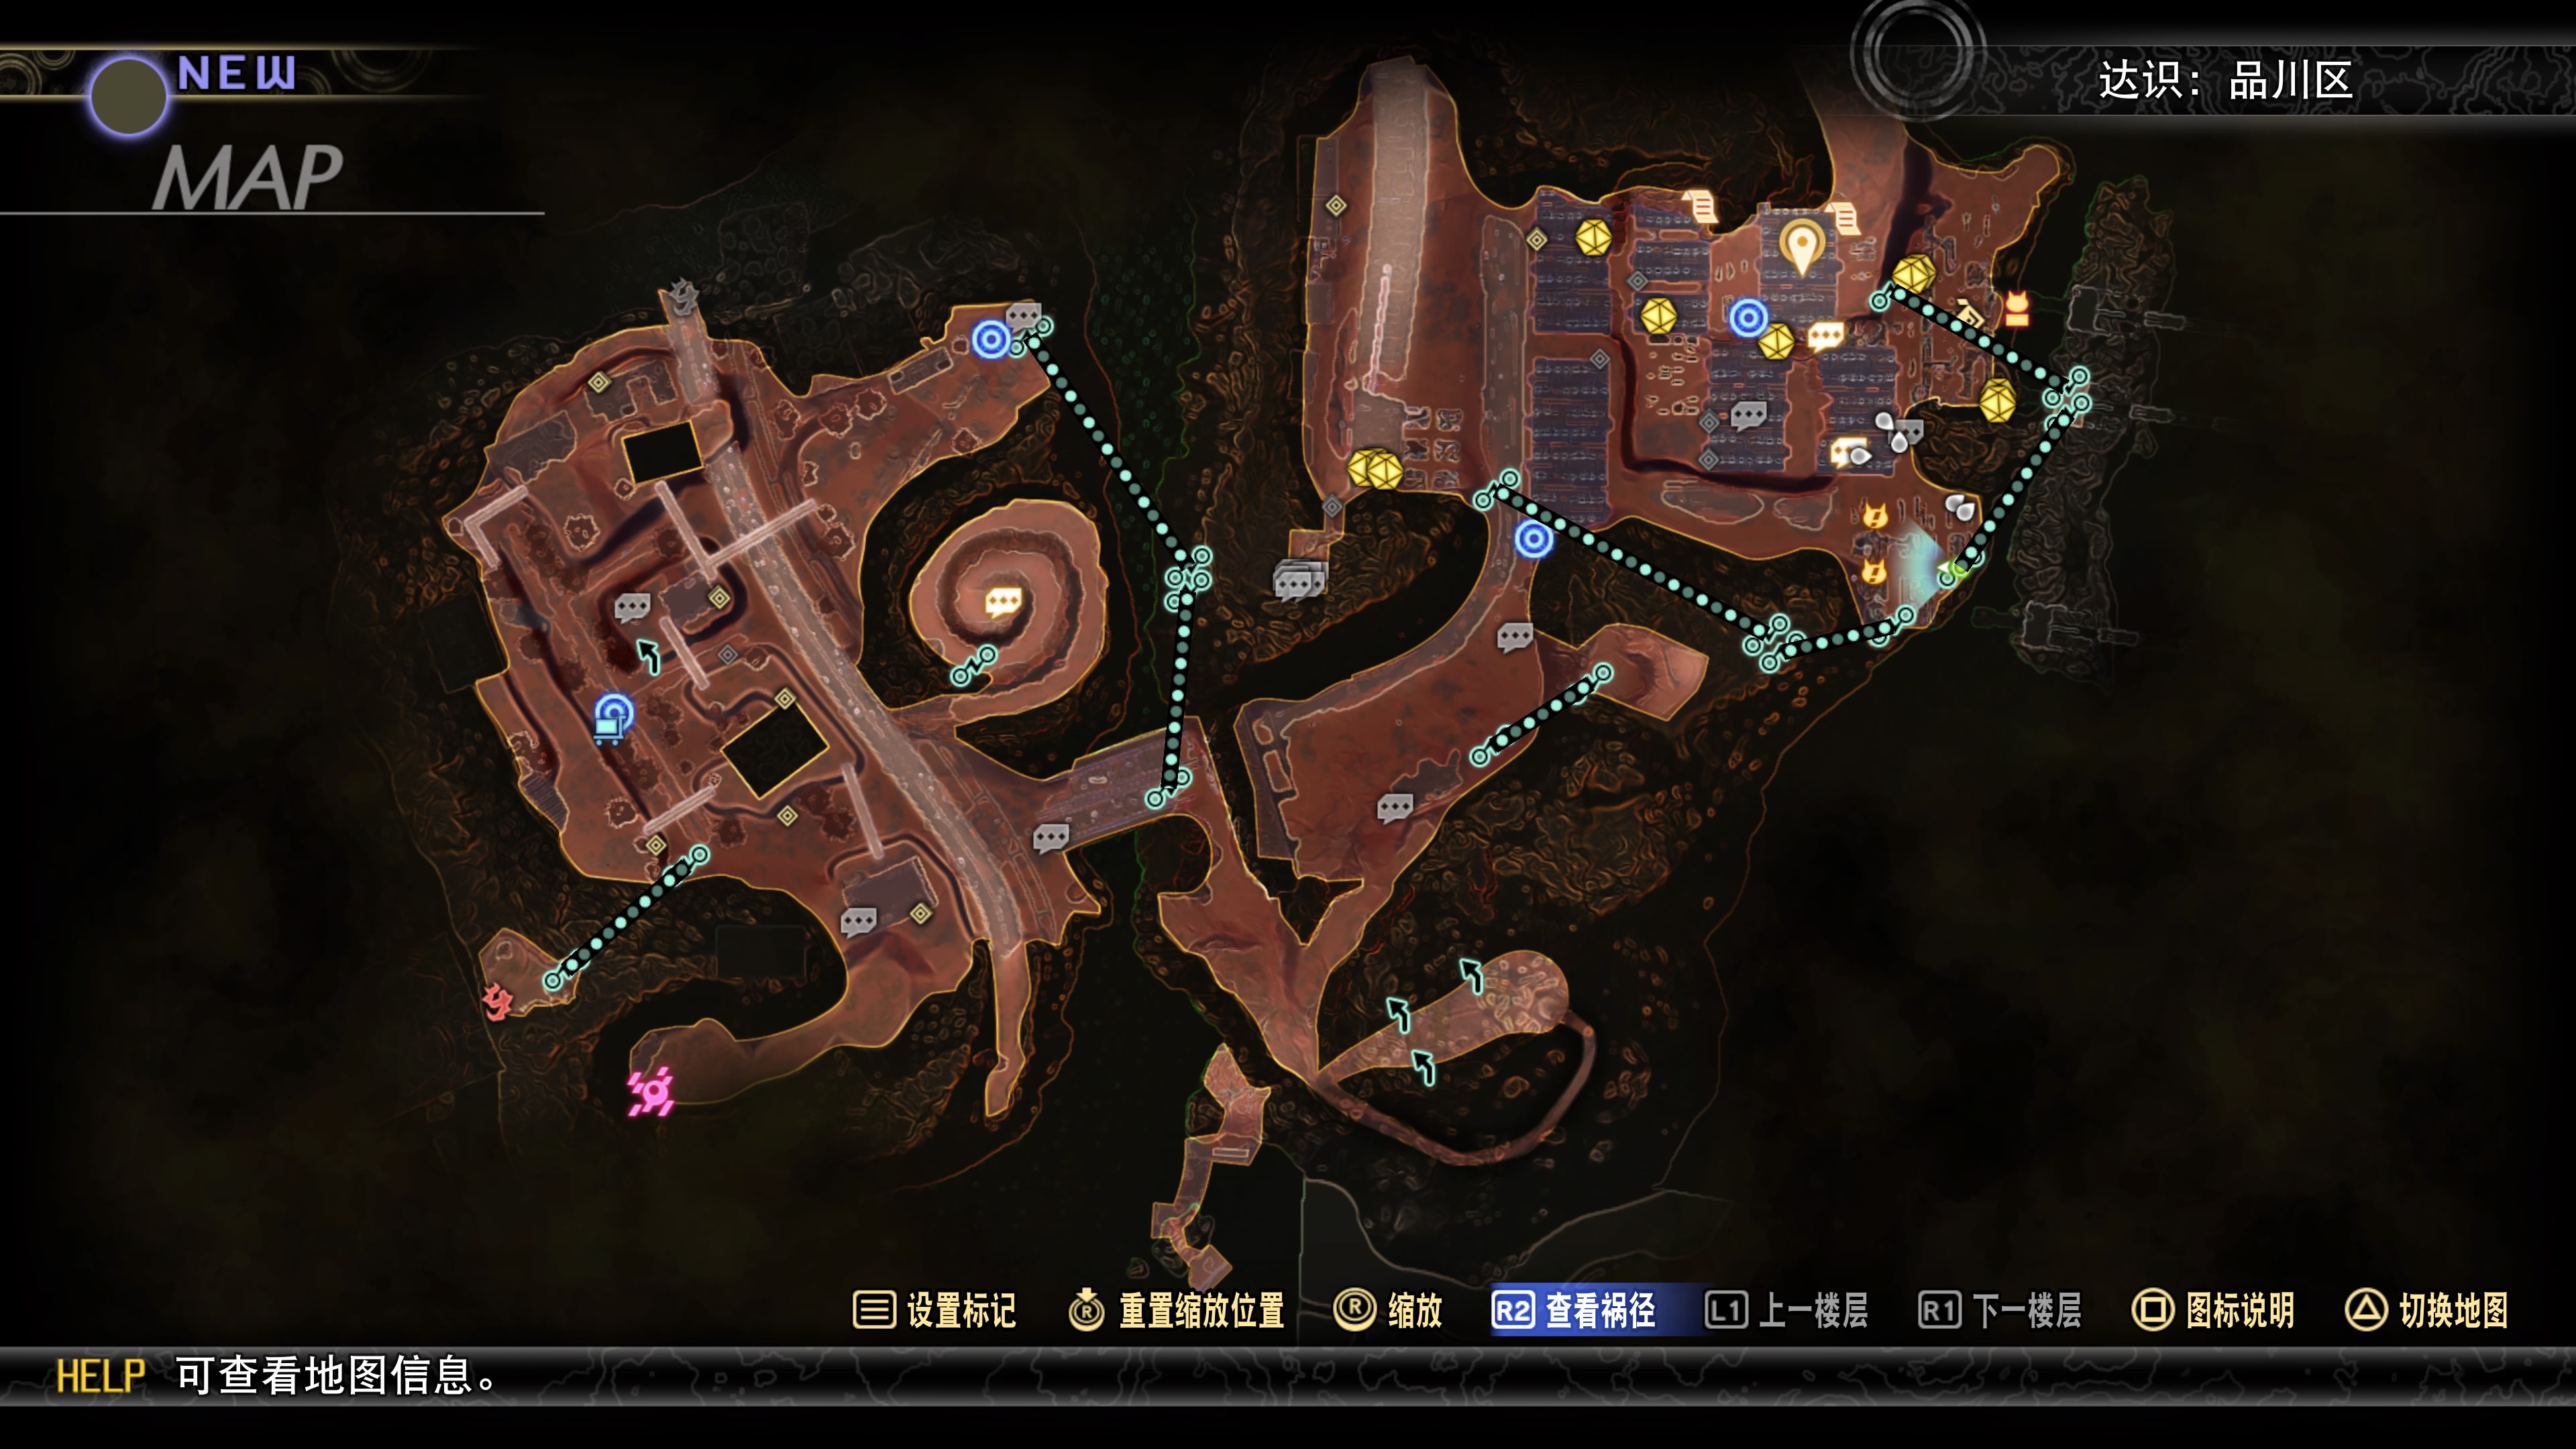 NEW
MAP
达识：品川区
设置标记
R 重置缩放位置
R 缩放
R2 查看祸径
L1 上一楼层
R1 下一楼层
图标说明
切换地图
HELP 可查看地图信息。